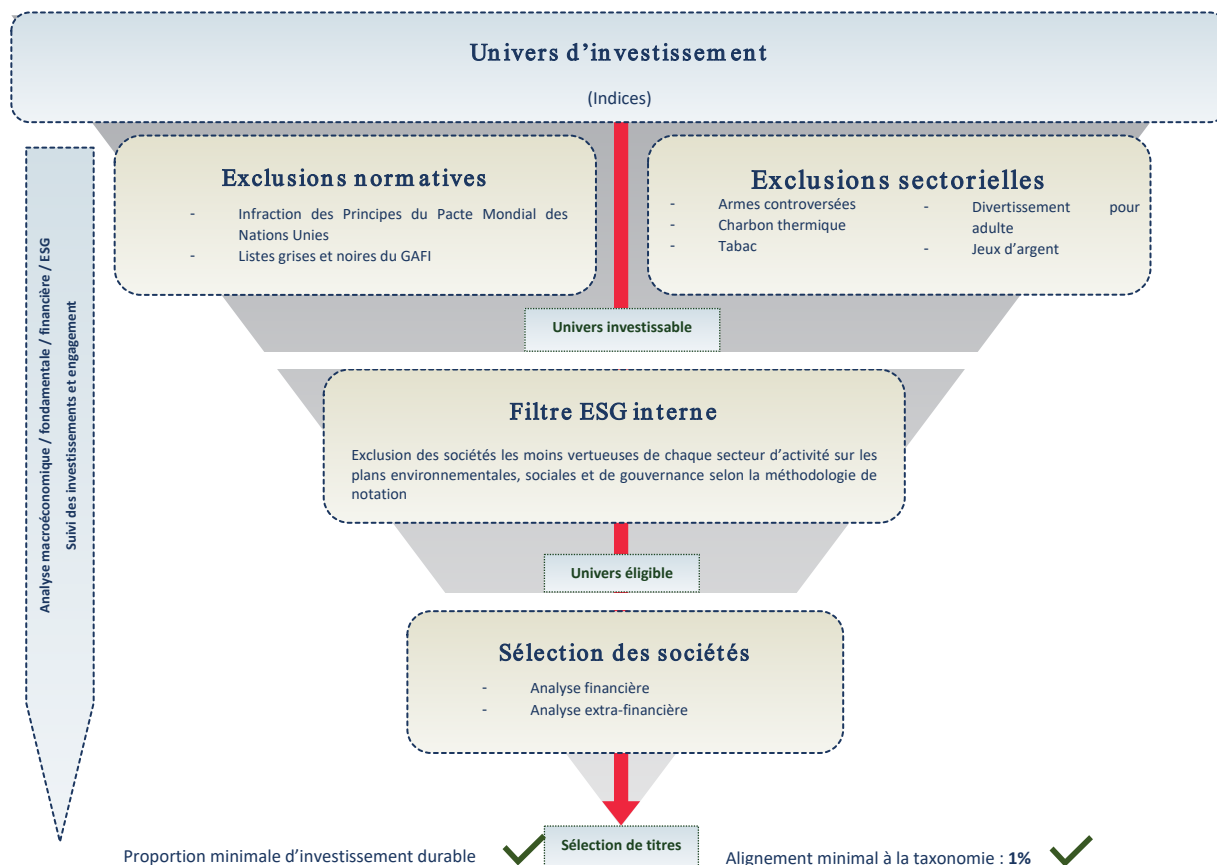 Univers d'investissement
(Indices)
Analyse macroéconomique / fondamentale / financière / ESG
Suivi des investissements et engagement
Exclusions normatives
- Infraction des Principes du Pacte Mondial des
Nations Unies
- Listes grises et noires du GAFI
Exclusions sectorielles
- Armes controversées
- Charbon thermique
- Tabac
- Divertissement pour
adulte
- Jeux d'argent
Univers investissable
Filtre ESG interne
Exclusion des sociétés les moins vertueuses de chaque secteur d'activité sur les
plans environnementales, sociales et de gouvernance selon la méthodologie de
notation
Univers éligible
Sélection des sociétés
- Analyse financière
- Analyse extra-financière
Sélection de titres
Proportion minimale d'investissement durable
Alignement minimal à la taxonomie : 1%